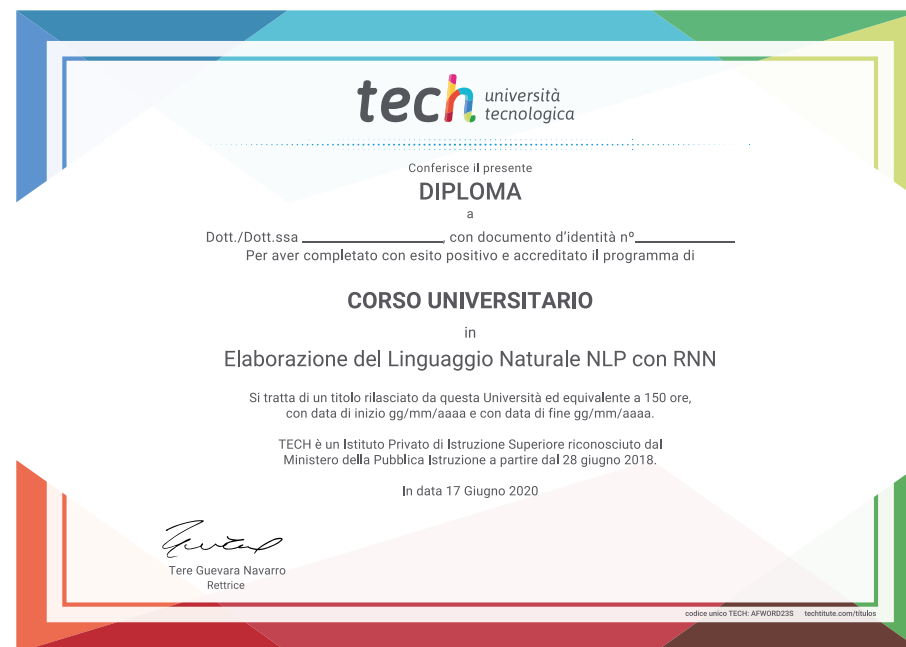 tech università
tecnologica
Conferisce il presente
DIPLOMA
a
Dott./Dott.ssa ____________________, con documento d'identità nº______________
Per aver completato con esito positivo e accreditato il programma di
CORSO UNIVERSITARIO
in
Elaborazione del Linguaggio Naturale NLP con RNN
Si tratta di un titolo rilasciato da questa Università ed equivalente a 150 ore,
con data di inizio gg/mm/aaaa e con data di fine gg/mm/aaaa.
TECH è un Istituto Privato di Istruzione Superiore riconosciuto dal
Ministero della Pubblica Istruzione a partire dal 28 giugno 2018.
In data 17 Giugno 2020
Tere Guevara Navarro
Rettrice
codice unico TECH: AFWORD23S techtitute.com/títulos